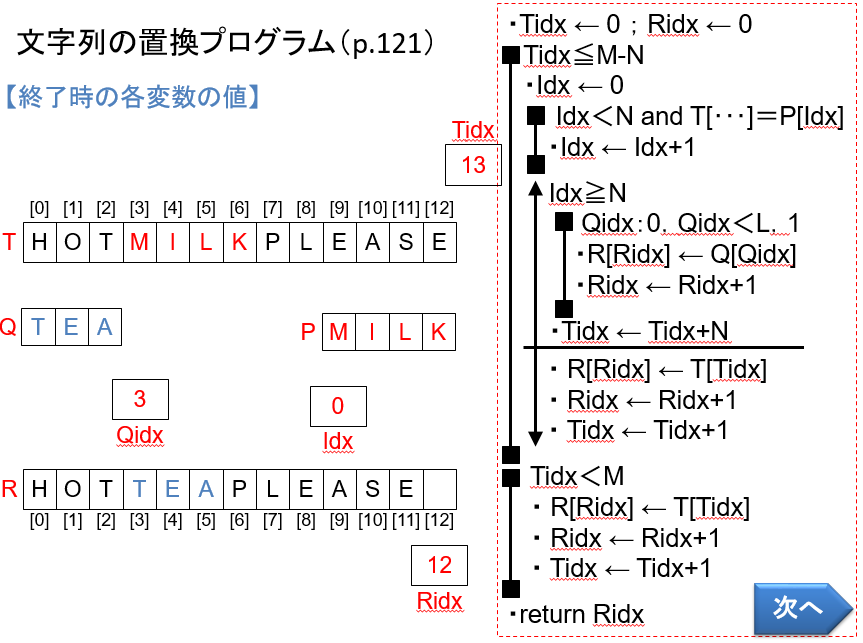 文字列の置換プログラム（p.121）
【終了時の各変数の値】
Tidx
13
[0] [1] [2] [3] [4] [5] [6] [7] [8] [9] [10] [11] [12]
T H O T M I L K P L E A S E
Q T E A
P M I L K
3
Qidx
0
Idx
R H O T T E A P L E A S E
[0] [1] [2] [3] [4] [5] [6] [7] [8] [9] [10] [11] [12]
12
Ridx
・Tidx ← 0 ； Ridx ← 0
Tidx≦M-N
・Idx ← 0
Idx＜N and T[･･･]＝P[Idx]
・Idx ← Idx+1
Idx≧N
Qidx：0，Qidx＜L，1
・R[Ridx] ← Q[Qidx]
・Ridx ← Ridx+1
・Tidx ← Tidx+N
・ R[Ridx] ← T[Tidx]
・ Ridx ← Ridx+1
・ Tidx ← Tidx+1
Tidx＜M
・ R[Ridx] ← T[Tidx]
・ Ridx ← Ridx+1
・ Tidx ← Tidx+1
・return Ridx
次へ